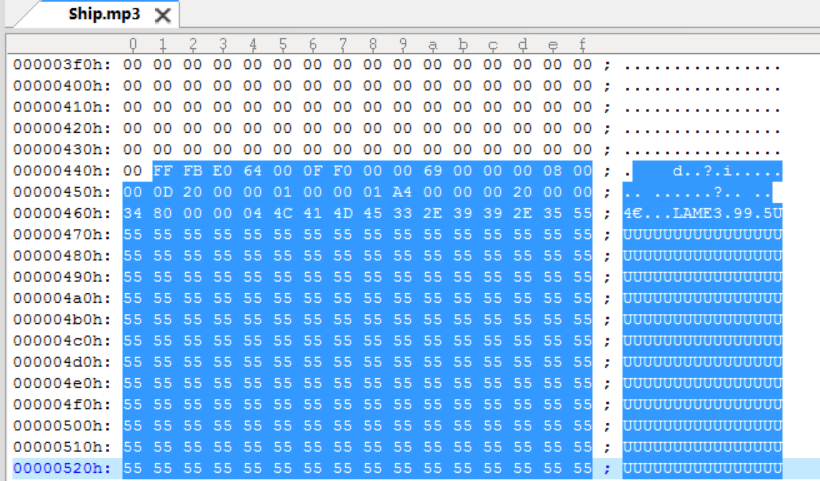 Ship.mp3
0 1 2 3 4 5 6 7 8 9 a b c d e f
000003f0h: 00 00 00 00 00 00 00 00 00 00 00 00 00 00 00 00 ; ................
00000400h: 00 00 00 00 00 00 00 00 00 00 00 00 00 00 00 00 ; ................
00000410h: 00 00 00 00 00 00 00 00 00 00 00 00 00 00 00 00 ; ................
00000420h: 00 00 00 00 00 00 00 00 00 00 00 00 00 00 00 00 ; ................
00000430h: 00 00 00 00 00 00 00 00 00 00 00 00 00 00 00 00 ; ................
00000440h: 00 FF FB E0 64 00 0F F0 00 00 69 00 00 00 08 00 ; .    d..?.i.....
00000450h: 00 0D 20 00 00 01 00 00 01 A4 00 00 00 20 00 00 ; .. .......?... ..
00000460h: 34 80 00 00 04 4C 41 4D 45 33 2E 39 39 2E 35 55 ; 4€...LAME3.99.5U
00000470h: 55 55 55 55 55 55 55 55 55 55 55 55 55 55 55 55 ; UUUUUUUUUUUUUUUU
00000480h: 55 55 55 55 55 55 55 55 55 55 55 55 55 55 55 55 ; UUUUUUUUUUUUUUUU
00000490h: 55 55 55 55 55 55 55 55 55 55 55 55 55 55 55 55 ; UUUUUUUUUUUUUUUU
000004a0h: 55 55 55 55 55 55 55 55 55 55 55 55 55 55 55 55 ; UUUUUUUUUUUUUUUU
000004b0h: 55 55 55 55 55 55 55 55 55 55 55 55 55 55 55 55 ; UUUUUUUUUUUUUUUU
000004c0h: 55 55 55 55 55 55 55 55 55 55 55 55 55 55 55 55 ; UUUUUUUUUUUUUUUU
000004d0h: 55 55 55 55 55 55 55 55 55 55 55 55 55 55 55 55 ; UUUUUUUUUUUUUUUU
000004e0h: 55 55 55 55 55 55 55 55 55 55 55 55 55 55 55 55 ; UUUUUUUUUUUUUUUU
000004f0h: 55 55 55 55 55 55 55 55 55 55 55 55 55 55 55 55 ; UUUUUUUUUUUUUUUU
00000500h: 55 55 55 55 55 55 55 55 55 55 55 55 55 55 55 55 ; UUUUUUUUUUUUUUUU
00000510h: 55 55 55 55 55 55 55 55 55 55 55 55 55 55 55 55 ; UUUUUUUUUUUUUUUU
00000520h: 55 55 55 55 55 55 55 55 55 55 55 55 55 55 55 55 ; UUUUUUUUUUUUUUUU